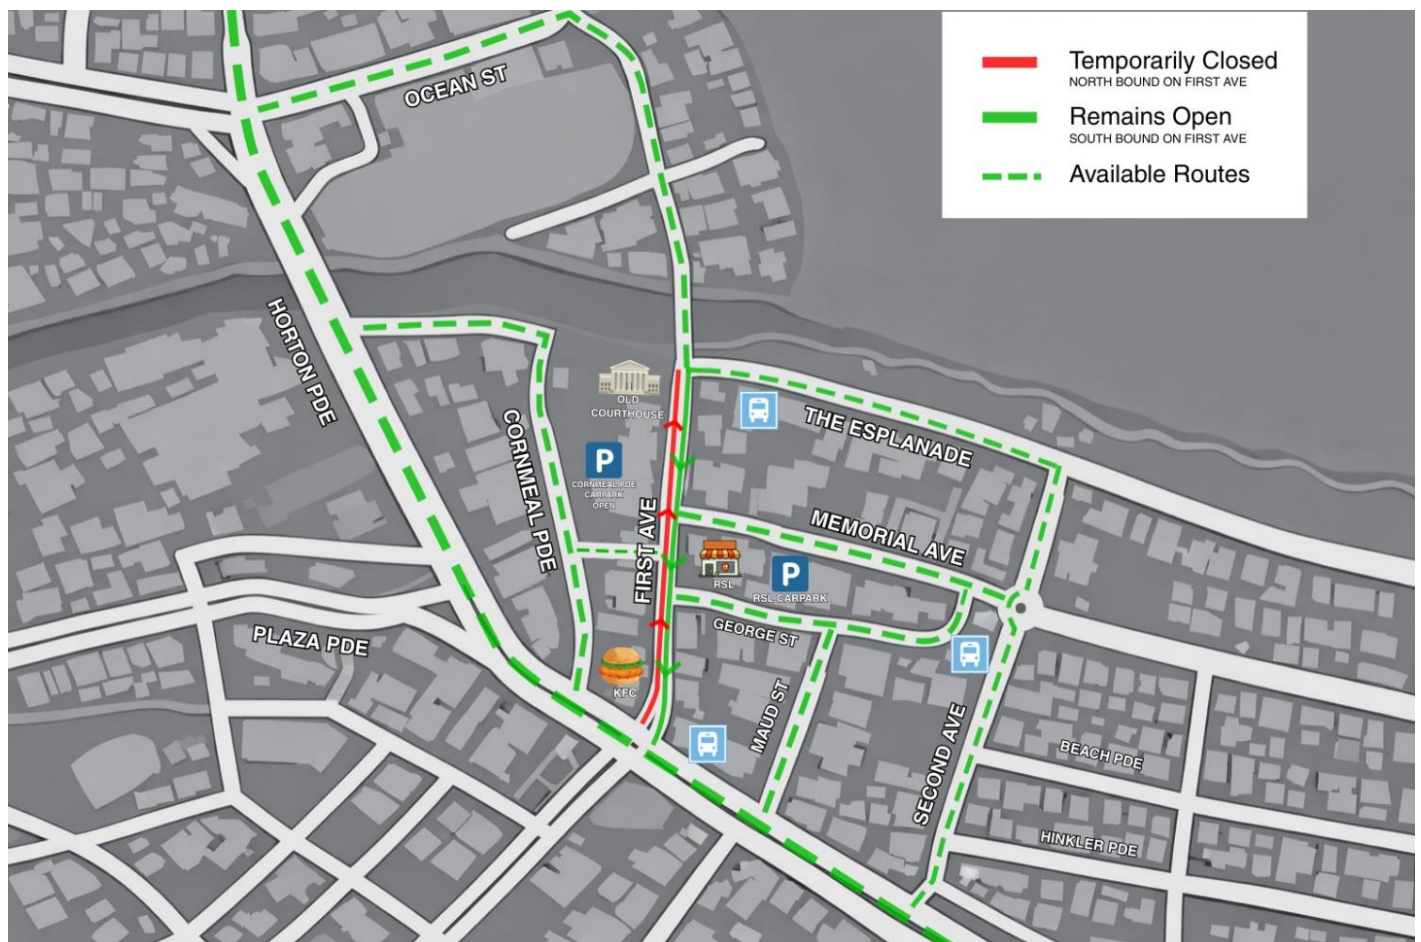 Temporarily Closed
NORTH BOUND ON FIRST AVE
Remains Open
SOUTH BOUND ON FIRST AVE
Available Routes
OCEAN ST
HORTON PDE
OLD
COURTHOUSE
THE ESPLANADE
CORNMEAL PDE
P
CORNMEAL PDE
CARPARK
OPEN
FIRST AVE
MEMORIAL AVE
RSL
P
RSL CARPARK
PLAZA PDE
GEORGE ST
KFC
MAUD ST
SECOND AVE
BEACH PDE
HINKLER PDE